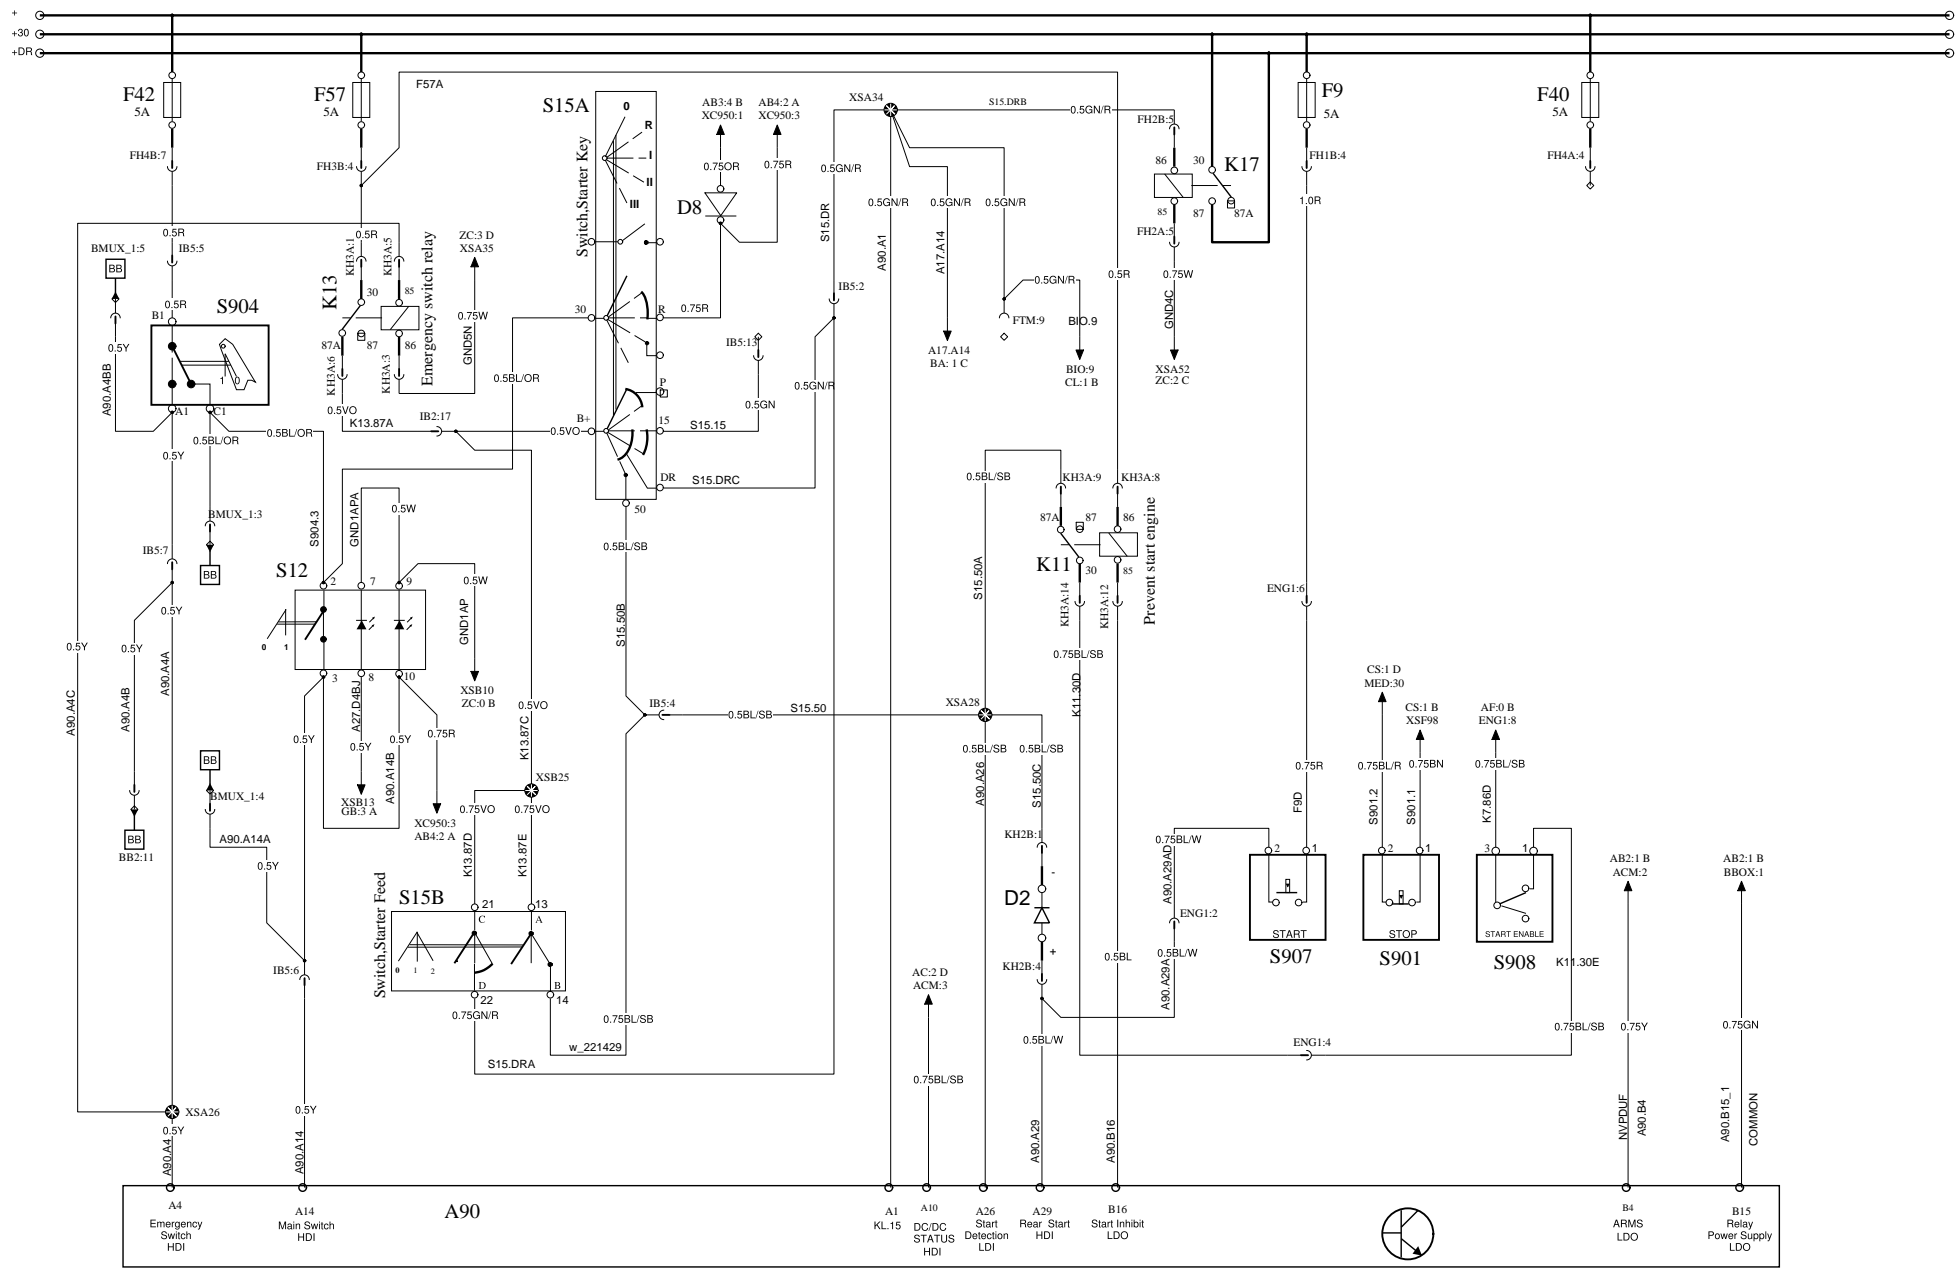 +
+30
+DR
F42
5A
FH4B:7
0.5R
IB5:5
0.5R
B1
S904
1 0
A1
C1
BMUX_1:5
BB
0.5Y
A90.A4BB
0.5Y
0.5BL/OR
0.5BL/OR
BMUX_1:3
BB
IB5:7
0.5Y
0.5Y
A90.A4C
0.5Y
A90.A4B
A90.A4A
BB
BB2:11
BB
BMUX_1:4
A90.A14A
0.5Y
IB5:6
XSA26
0.5Y
A90.A4
0.5Y
A90.A14
F57
5A
FH3B:4
F57A
0.5R
KH3A:1
KH3A:5
K13
30
85
87A
87
86
KH3A:6
KH3A:3
Emergency switch relay
ZC:3 D
XSA35
0.75W
GND5N
0.5VO
K13.87A
IB2:17
0.5VO
0.5BL/OR
S904.3
GND1APA
0.5W
S12
2
7
9
0 1
3
8
10
0.5W
GND1AP
XSB10
ZC:0 B
0.5Y
A27.D4BJ
0.5Y
XSB13
GB:3 A
0.5Y
A90.A14B
0.75R
XC950:3
AB4:2 A
0.5VO
K13.87C
XSB25
0.75VO
0.75VO
K13.87D
K13.87E
S15B
Switch,Starter Feed
21
13
C
A
0 1 2
D
B
22
14
0.75GN/R
w_221429
S15.DRA
S15A
Switch,Starter Key
0
R
I
II
III
30
R
P
B+
15
DR
50
AB3:4 B
XC950:1
AB4:2 A
XC950:3
0.75OR
0.75R
D8
0.75R
IB5:13
0.5GN
S15.15
S15.DRC
0.5GN/R
0.5GN/R
S15.DR
IB5:2
0.5BL/SB
S15.50B
IB5:4
0.5BL/SB
S15.50
0.75BL/SB
XSA34
S15.DRB
0.5GN/R
0.5GN/R
A90.A1
0.5GN/R
A17.A14
A17.A14
BA: 1 C
0.5GN/R
FTM:9
0.5GN/R
BIO.9
BIO:9
CL:1 B
0.5R
FH2B:5
86
30
K17
85
87
87A
FH2A:5
0.75W
GND4C
XSA52
ZC:2 C
F9
5A
FH1B:4
1.0R
F40
5A
FH4A:4
0.5BL/SB
KH3A:9
KH3A:8
87A
87
86
K11
30
85
Prevent start engine
KH3A:14
KH3A:12
S15.50A
0.75BL/SB
K11.30D
XSA28
0.5BL/SB
0.5BL/SB
A90.A26
S15.50C
KH2B:1
-
D2
+
KH2B:4
0.5BL/W
A90.A29
0.5BL
A90.B16
AC:2 D
ACM:3
0.75BL/SB
0.75BL/W
A90.A29AD
ENG1:2
0.5BL/W
A90.A29A
ENG1:6
0.75R
F9D
2
1
START
S907
CS:1 D
MED:30
CS:1 B
XSF98
0.75BL/R
0.75BN
S901.2
S901.1
2
1
STOP
S901
AF:0 B
ENG1:8
0.75BL/SB
K7.86D
3
1
START ENABLE
S908
K11.30E
0.75BL/SB
ENG1:4
AB2:1 B
ACM:2
0.75Y
NVPDUF
A90.B4
AB2:1 B
BBOX:1
0.75GN
A90.B15_1
COMMON
A90
A4
Emergency
Switch
HDI
A14
Main Switch
HDI
A1
KL.15
A10
DC/DC
STATUS
HDI
A26
Start
Detection
LDI
A29
Rear Start
HDI
B16
Start Inhibit
LDO
B4
ARMS
LDO
B15
Relay
Power Supply
LDO